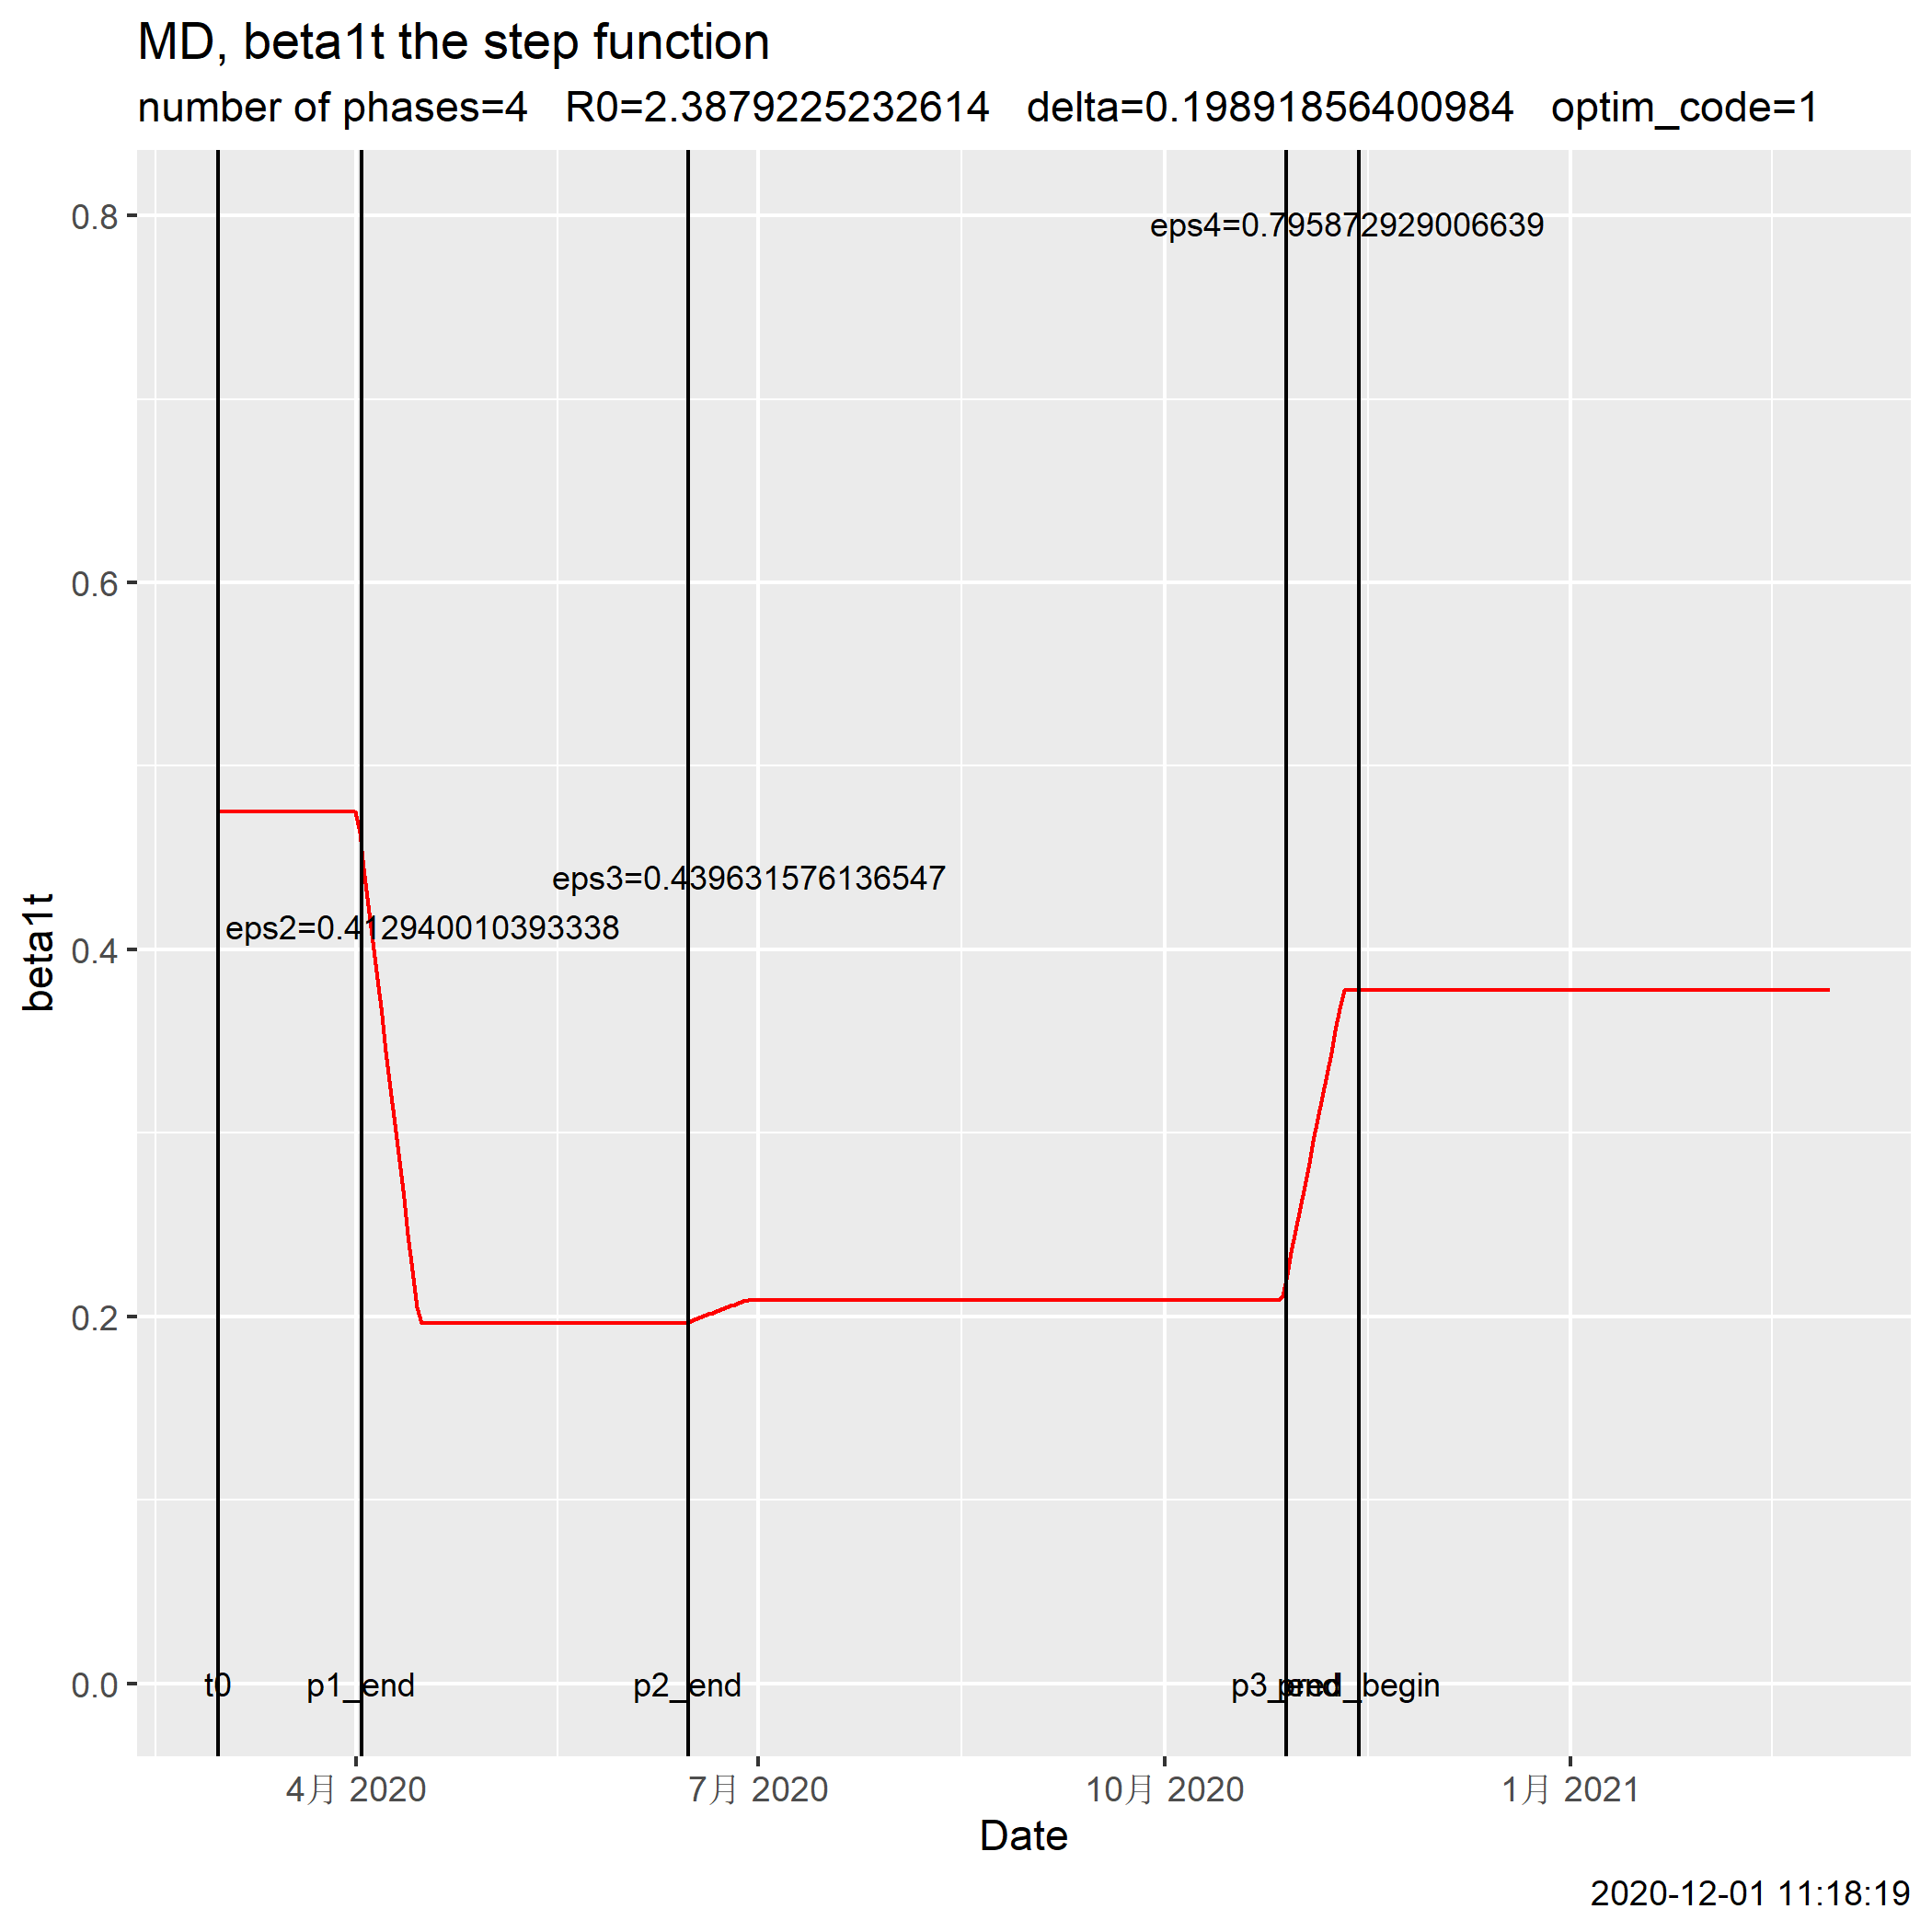 MD, beta1t the step function
number of phases=4   R0=2.3879225232614   delta=0.19891856400984   optim_code=1
eps4=0.795872929006639
eps3=0.439631576136547
eps2=0.412940010393338
beta1t
0.8
0.6
0.4
0.2
0.0
t0
p1_end
p2_end
p3_end
pred_begin
4月 2020
7月 2020
10月 2020
1月 2021
Date
2020-12-01 11:18:19